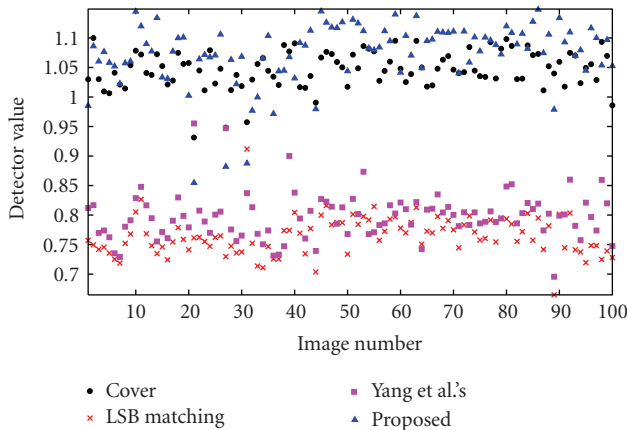 1.1
1.05
1
0.95
0.9
0.85
0.8
0.75
0.7
Detector value
10 20 30 40 50 60 70 80 90 100
Image number
Cover
LSB matching
Yang et al.'s
Proposed